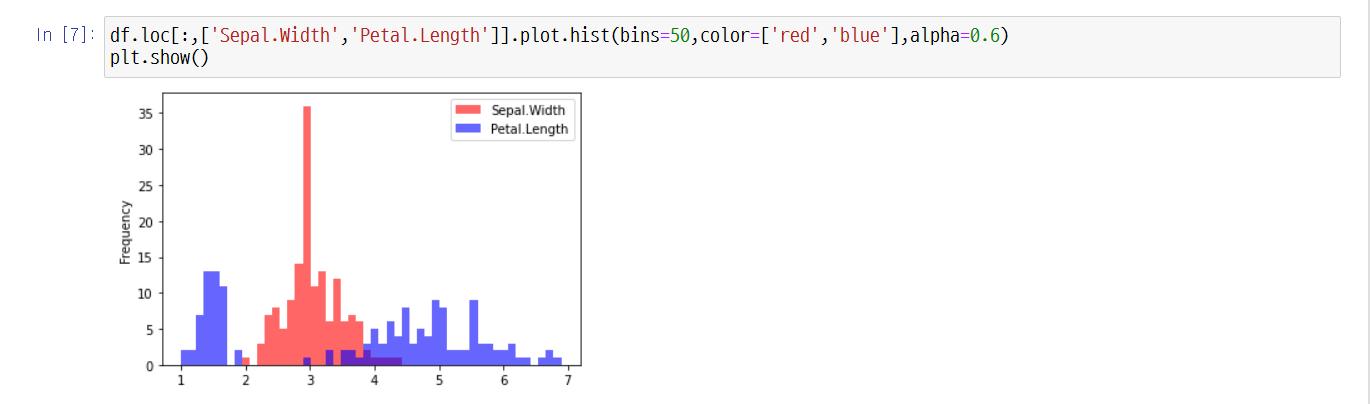 In [7]:
df.loc[:,['Sepal.Width','Petal.Length']].plot.hist(bins=50,color=['red','blue'],alpha=0.6)
plt.show()
Sepal.Width
Petal.Length
Frequency
35
30
25
20
15
10
5
0
1 2 3 4 5 6 7